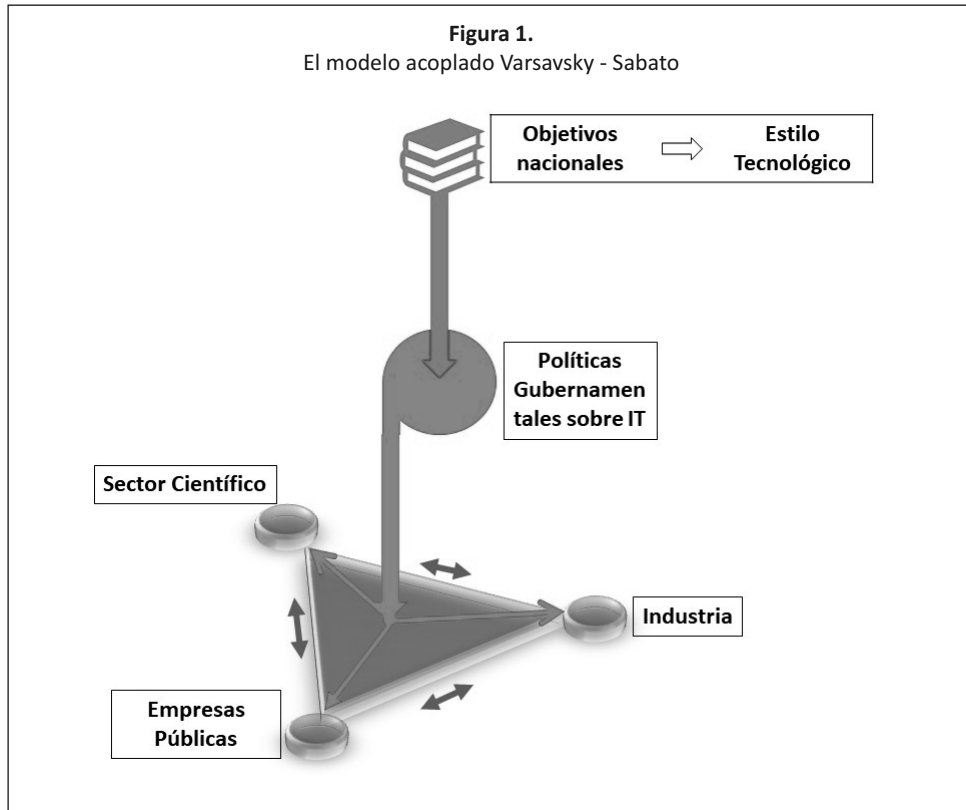 Figura 1.
El modelo acoplado Varsavsky - Sabato
Objetivos
nacionales
Estilo
Tecnológico
Políticas
Gubernamen
tales sobre IT
Sector Científico
Industria
Empresas
Públicas